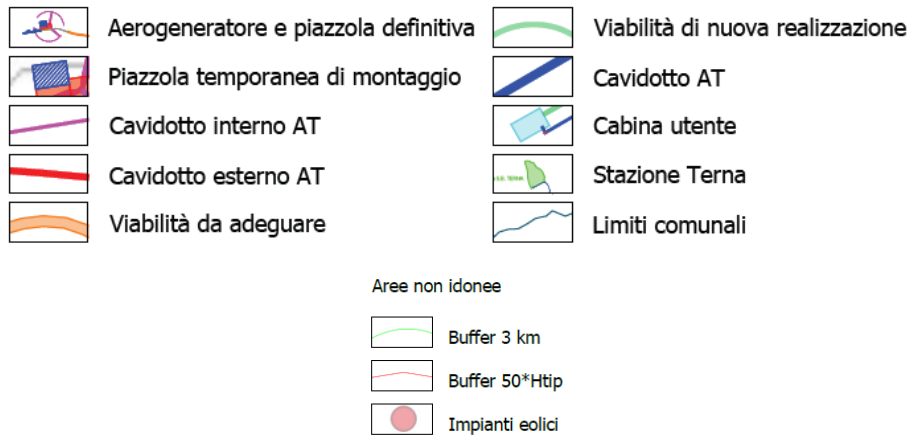 Aerogeneratore e piazzola definitiva
Piazzola temporanea di montaggio
Cavidotto interno AT
Cavidotto esterno AT
Viabilità da adeguare
Viabilità di nuova realizzazione
Cavidotto AT
Cabina utente
Stazione Terna
Limiti comunali
Aree non idonee
Buffer 3 km
Buffer 50*Htip
Impianti eolici